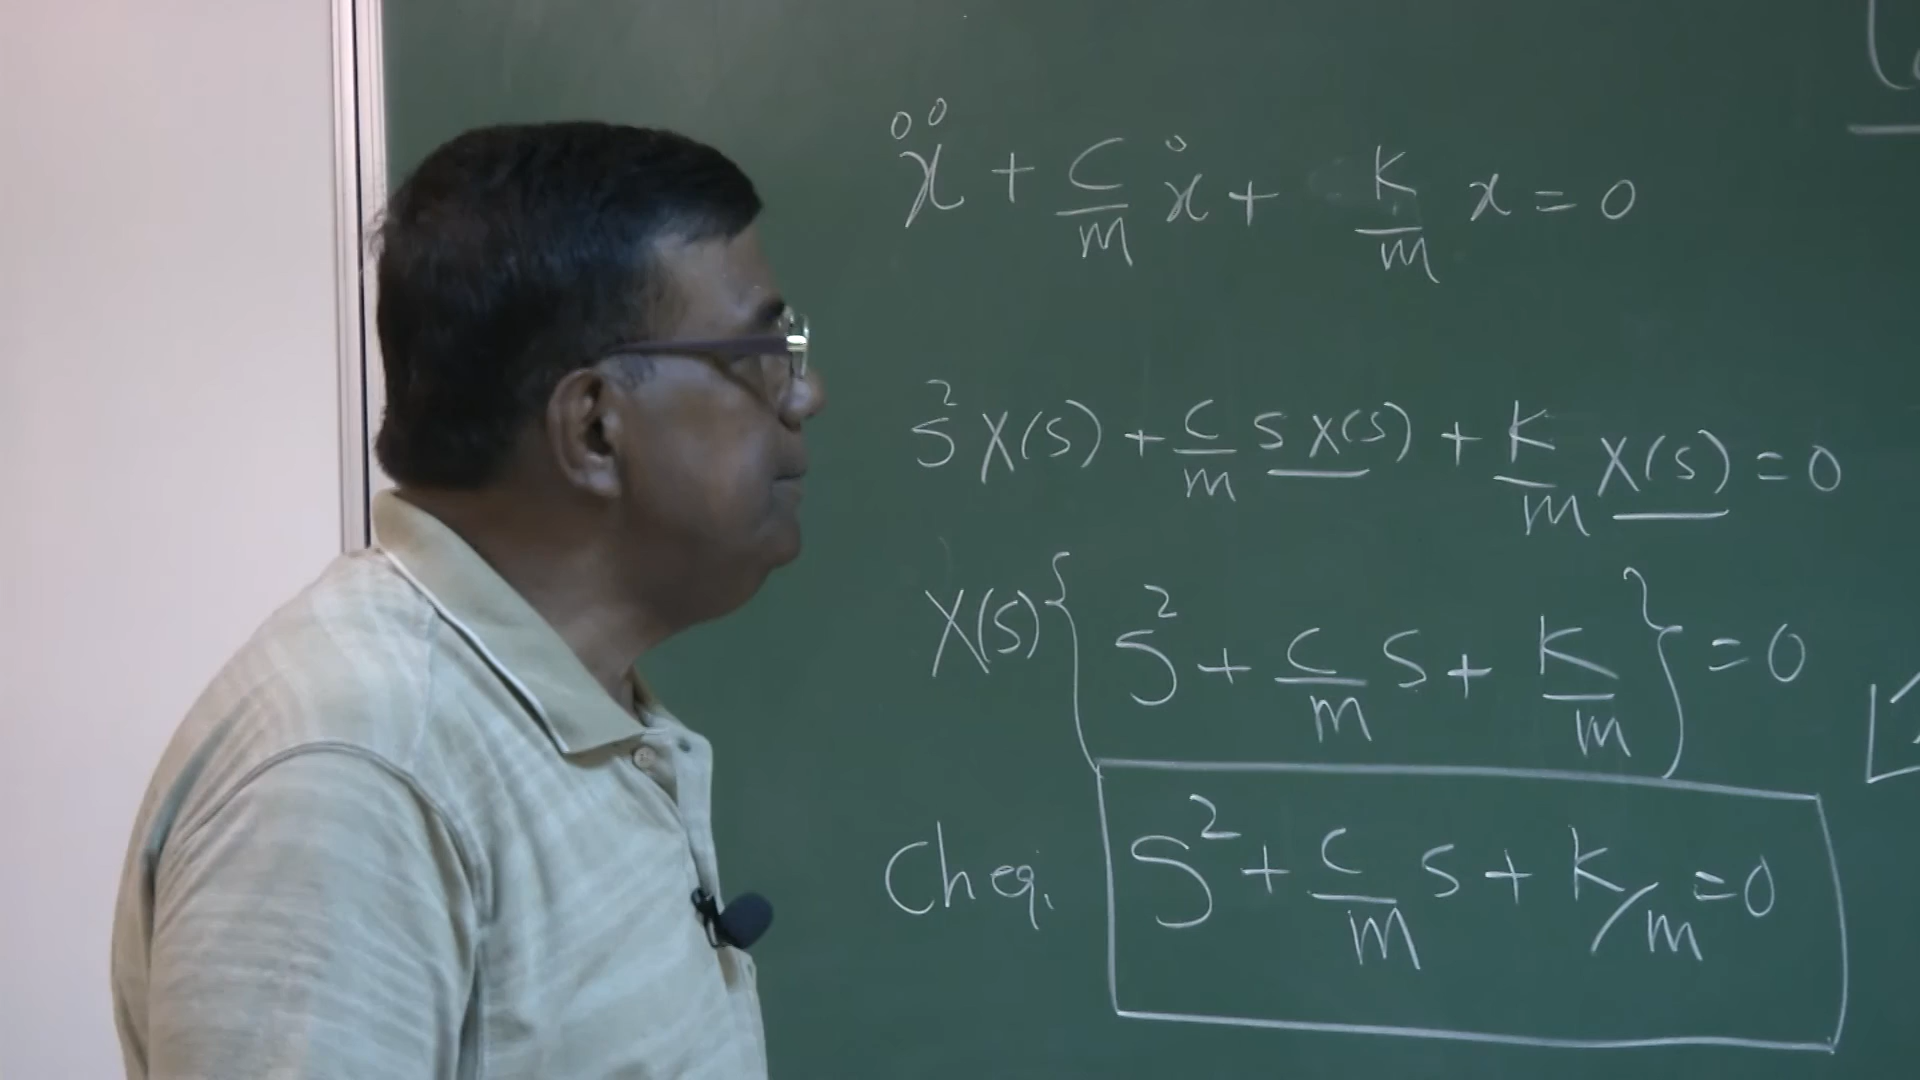 ẍ + C/m ẋ + K/m x = 0
S² X(S) + C/m S X(S) + K/m X(S) = 0
X(S) { S² + C/m S + K/m } = 0
Ch eq. S² + C/m S + K/m = 0